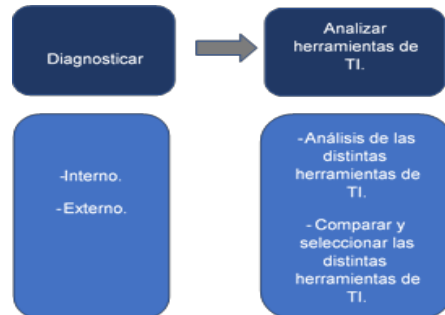 Diagnosticar
Analizar
herramientas de
TI.
-Interno.
-Externo.
-Análisis de las
distintas
herramientas de
TI.
- Comparar y
seleccionar las
distintas
herramientas de
TI.